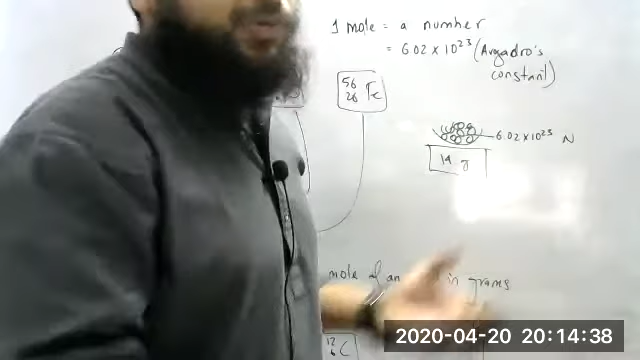 1 mole = a number
= 6.02 x 10²³ (Avogadro's
constant)
56
26 Fe
6.02 x 10²³ N
14 g
mole of an in grams
12
6 C
2020-04-20 20:14:38